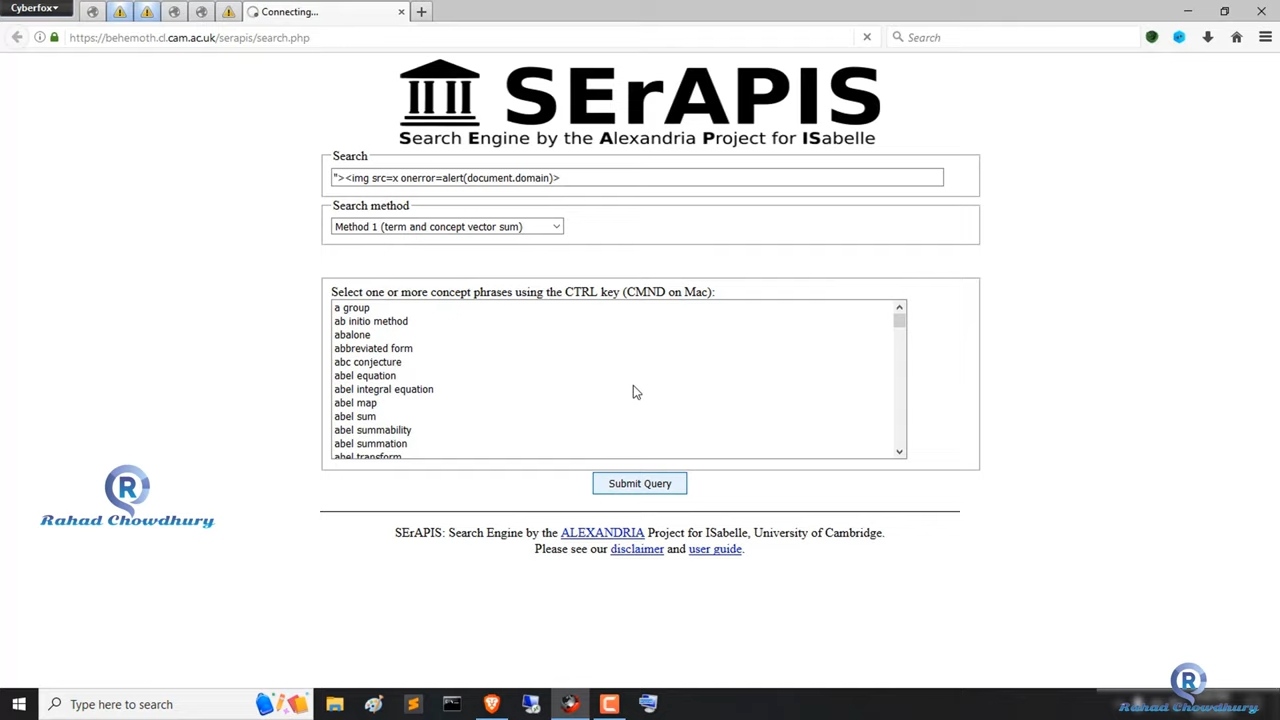 Cyberfox
Connecting...
https://behemoth.cl.cam.ac.uk/serapis/search.php
Search
SErAPIS
Search Engine by the Alexandria Project for ISabelle
Search
"><img src=x onerror=alert(document.domain)>
Search method
Method 1 (term and concept vector sum)
Select one or more concept phrases using the CTRL key (CMND on Mac):
a group
ab initio method
abalone
abbreviated form
abc conjecture
abel equation
abel integral equation
abel map
abel sum
abel summability
abel summation
abel transform
Submit Query
R
Rahad Chowdhury
SErAPIS: Search Engine by the ALEXANDRIA Project for ISabelle, University of Cambridge.
Please see our disclaimer and user guide.
Type here to search
R
Rahad Chowdhury